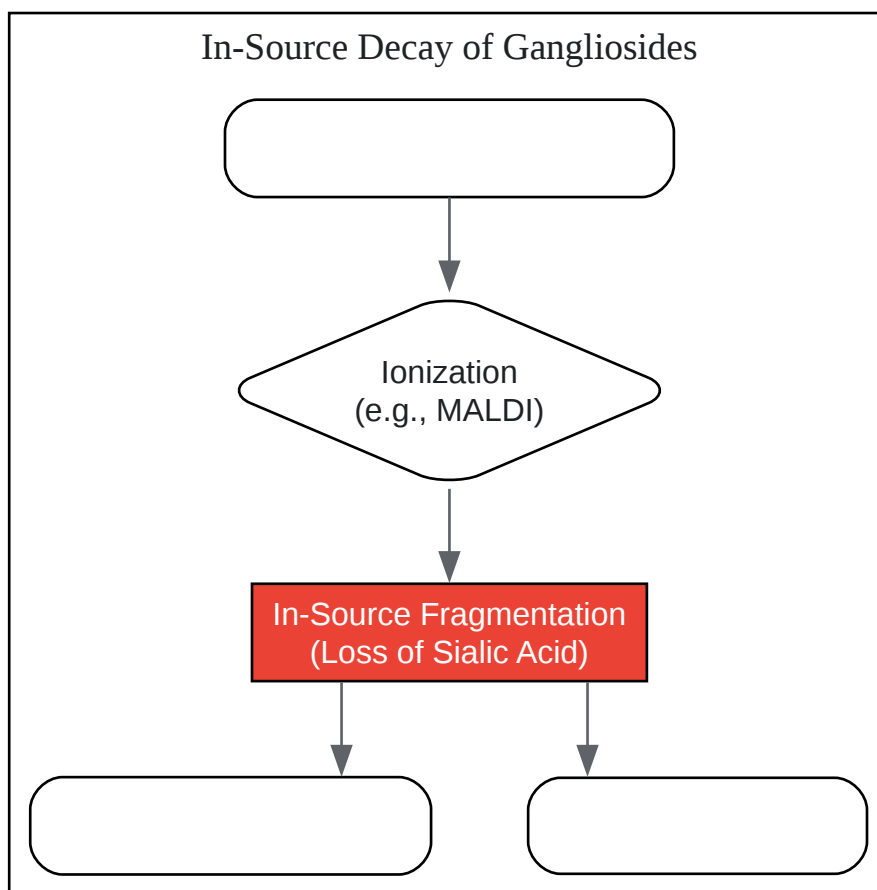 In-Source Decay of Gangliosides
Ionization
(e.g., MALDI)
In-Source Fragmentation
(Loss of Sialic Acid)